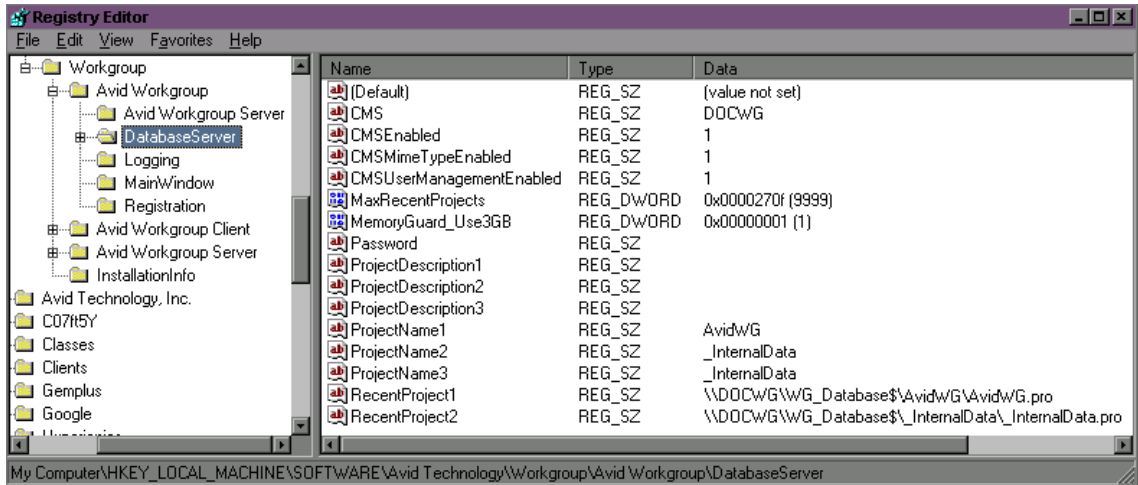 Registry Editor
File Edit View Favorites Help
Workgroup
Avid Workgroup
Avid Workgroup Server
DatabaseServer
Logging
MainWindow
Registration
Avid Workgroup Client
Avid Workgroup Server
InstallationInfo
Avid Technology, Inc.
C07ft5Y
Classes
Clients
Gemplus
Google
Name Type Data
(Default) REG_SZ (value not set)
CMS REG_SZ DOCWG
CMSEnabled REG_SZ 1
CMSMimeTypeEnabled REG_SZ 1
CMSUserManagementEnabled REG_SZ 1
MaxRecentProjects REG_DWORD 0x0000270f (9999)
MemoryGuard_Use3GB REG_DWORD 0x00000001 (1)
Password REG_SZ
ProjectDescription1 REG_SZ
ProjectDescription2 REG_SZ
ProjectDescription3 REG_SZ
ProjectName1 REG_SZ AvidWG
ProjectName2 REG_SZ _InternalData
ProjectName3 REG_SZ _InternalData
RecentProject1 REG_SZ \\DOCWG\WG_Database$\AvidWG\AvidWG.pro
RecentProject2 REG_SZ \\DOCWG\WG_Database$\_InternalData\_InternalData.pro
My Computer\HKEY_LOCAL_MACHINE\SOFTWARE\Avid Technology\Workgroup\Avid Workgroup\DatabaseServer